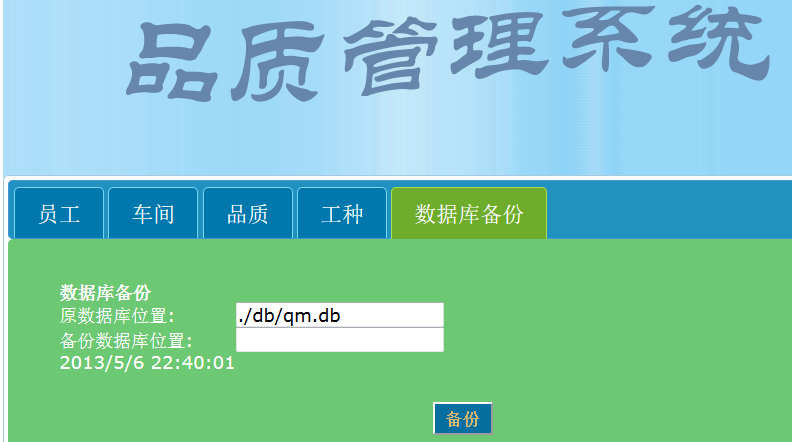 品质管理系统
员工 车间 品质 工种 数据库备份
数据库备份
原数据库位置: ./db/qm.db
备份数据库位置:
2013/5/6 22:40:01
备份